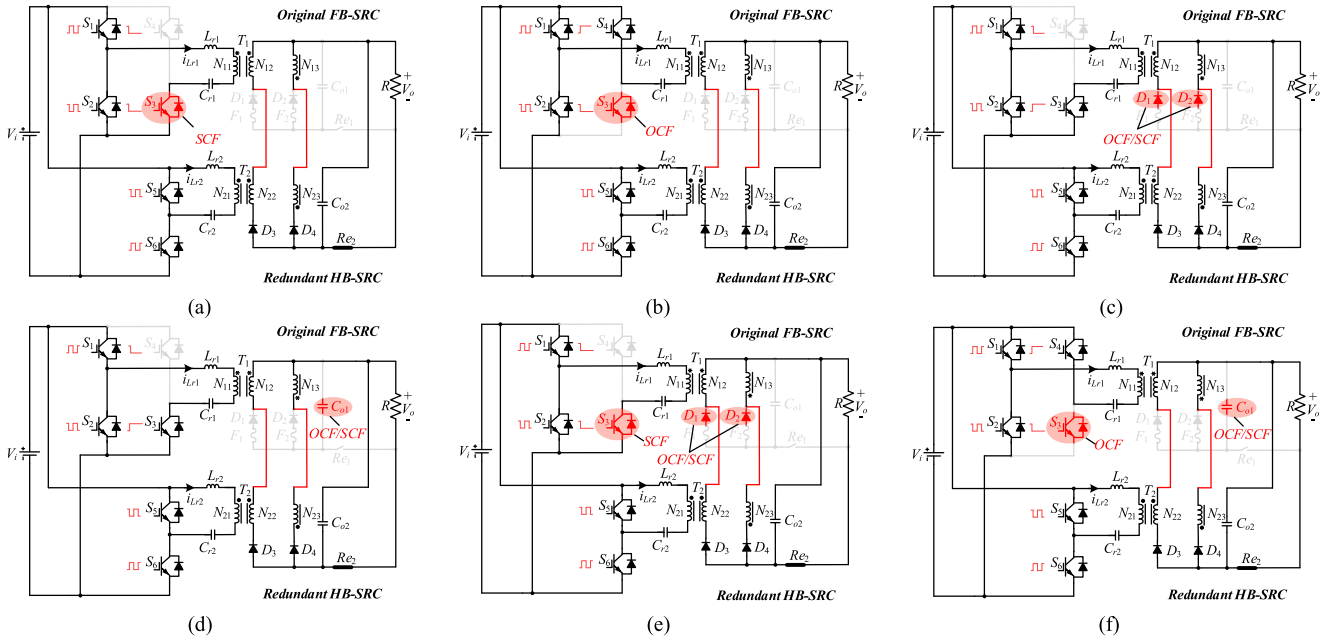 Original FB-SRC
S1
S4
Lr1
T1
iLr1
N11
N12
N13
Cr1
S2
S3
SCF
D1
D2
F1
F2
Co1
Re1
R
+
Vo
-
Vi
+
Lr2
T2
iLr2
S5
N21
N22
N23
Co2
Cr2
S6
D3
D4
Re2
Redundant HB-SRC
(a)
Original FB-SRC
S1
S4
Lr1
T1
iLr1
N11
N12
N13
Cr1
S2
S3
OCF
D1
D2
F1
F2
Co1
Re1
R
+
Vo
-
Vi
+
Lr2
T2
iLr2
S5
N21
N22
N23
Co2
Cr2
S6
D3
D4
Re2
Redundant HB-SRC
(b)
Original FB-SRC
S1
S4
Lr1
T1
iLr1
N11
N12
N13
Cr1
S2
S3
D1
D2
OCF/SCF
F1
F2
Co1
Re1
R
+
Vo
-
Vi
+
Lr2
T2
iLr2
S5
N21
N22
N23
Co2
Cr2
S6
D3
D4
Re2
Redundant HB-SRC
(c)
Original FB-SRC
S1
S4
Lr1
T1
iLr1
N11
N12
N13
Cr1
S2
S3
D1
D2
F1
F2
Co1
OCF/SCF
Re1
R
+
Vo
-
Vi
+
Lr2
T2
iLr2
S5
N21
N22
N23
Co2
Cr2
S6
D3
D4
Re2
Redundant HB-SRC
(d)
Original FB-SRC
S1
S4
Lr1
T1
iLr1
N11
N12
N13
Cr1
S2
S3
SCF
D1
D2
OCF/SCF
F1
F2
Co1
Re1
R
+
Vo
-
Vi
+
Lr2
T2
iLr2
S5
N21
N22
N23
Co2
Cr2
S6
D3
D4
Re2
Redundant HB-SRC
(e)
Original FB-SRC
S1
S4
Lr1
T1
iLr1
N11
N12
N13
Cr1
S2
S3
OCF
D1
D2
F1
F2
Co1
OCF/SCF
Re1
R
+
Vo
-
Vi
+
Lr2
T2
iLr2
S5
N21
N22
N23
Co2
Cr2
S6
D3
D4
Re2
Redundant HB-SRC
(f)